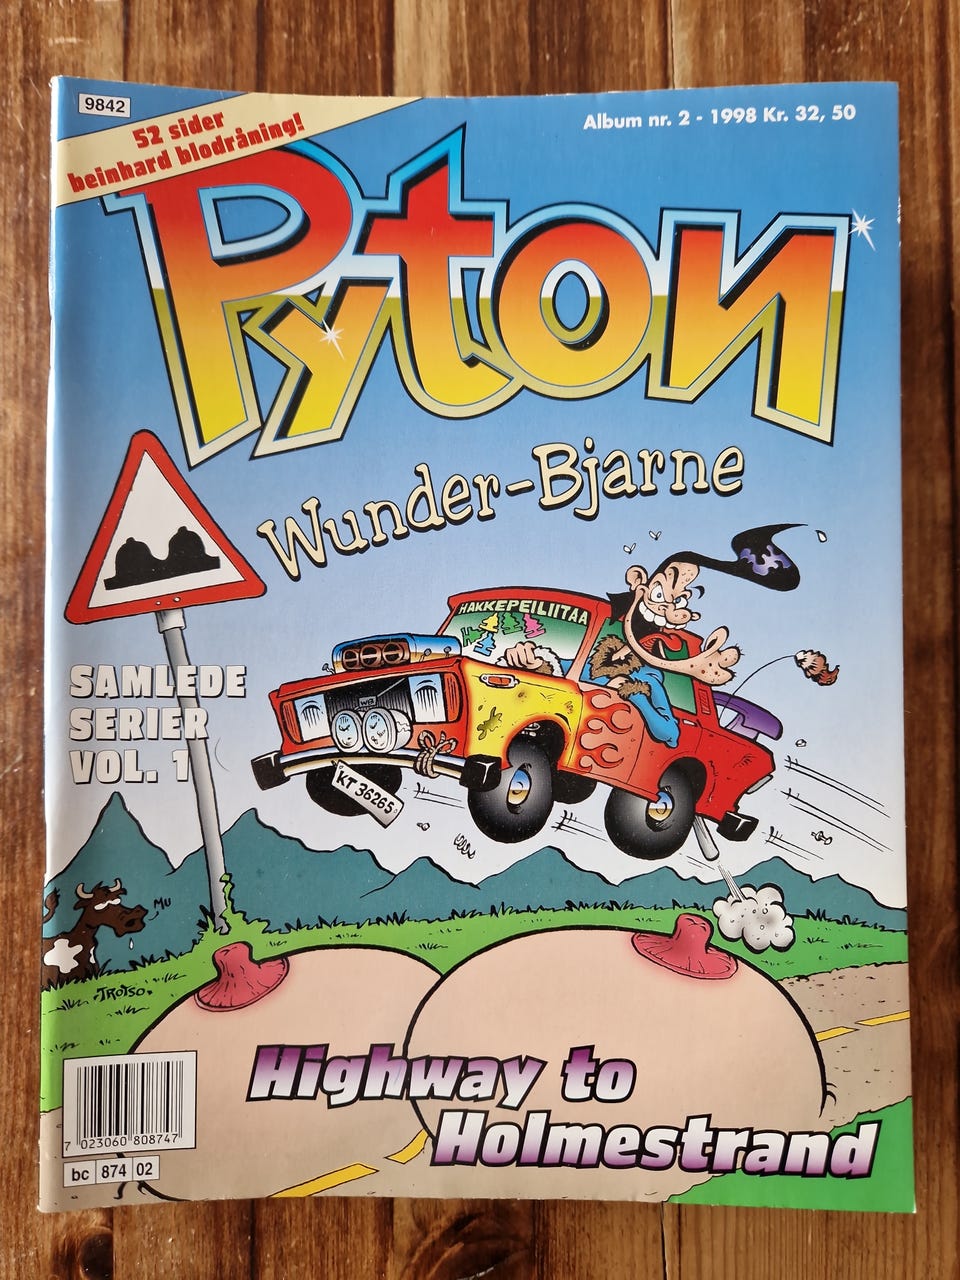 9842
52 sider
beinhard blodråning!
Album nr. 2 - 1998 Kr. 32, 50
Pyton
Wunder-Bjarne
HAKKEPEILIITAA
SAMLEDE
SERIER
VOL. 1
KT 36265
MU
TROTSO
Highway to
Holmestrand
7 023060 808747
bc 874 02